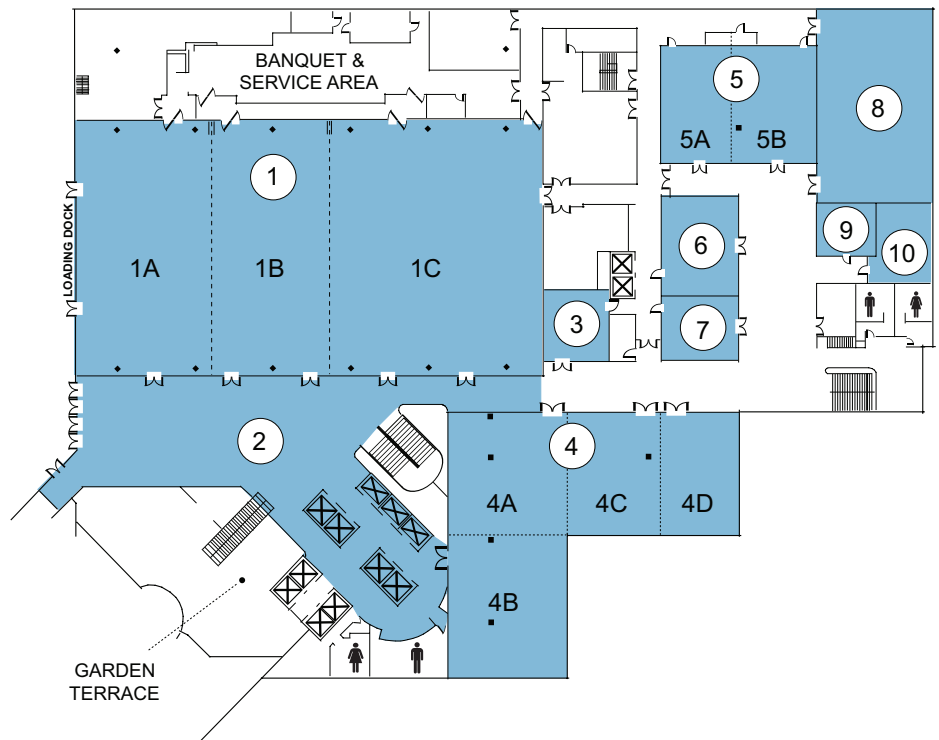 BANQUET &
SERVICE AREA
5
8
5A
5B
1
LOADING DOCK
1A
1B
1C
6
9
10
3
7
2
4
4A
4C
4D
4B
GARDEN
TERRACE